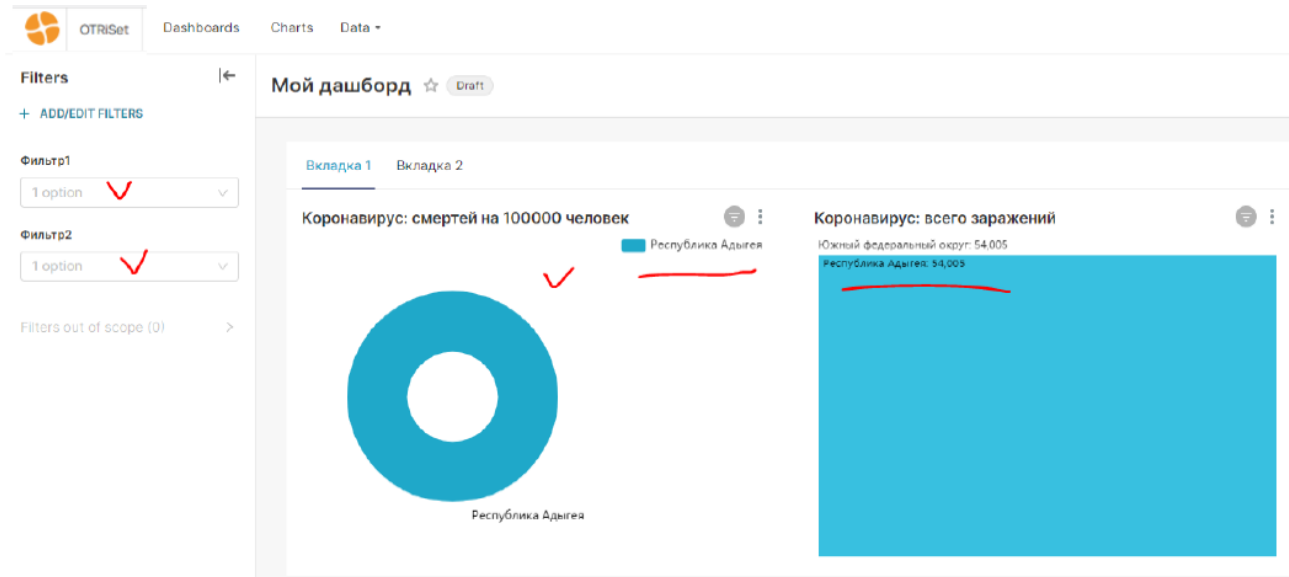 OTRiSet Dashboards Charts Data
Filters
+ ADD/EDIT FILTERS
Фильтр1
1 option
Фильтр2
1 option
Filters out of scope (0)
Мой дашборд Draft
Вкладка 1 Вкладка 2
Коронавирус: смертей на 100000 человек
Республика Адыгея
Республика Адыгея
Коронавирус: всего заражений
Южный федеральный округ: 54,005
Республика Адыгея: 54,005